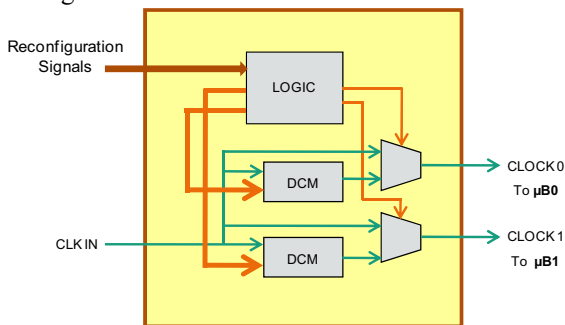 Reconfiguration
Signals
LOGIC
DCM
CLOCK 0
To µB0
CLK IN
DCM
CLOCK 1
To µB1